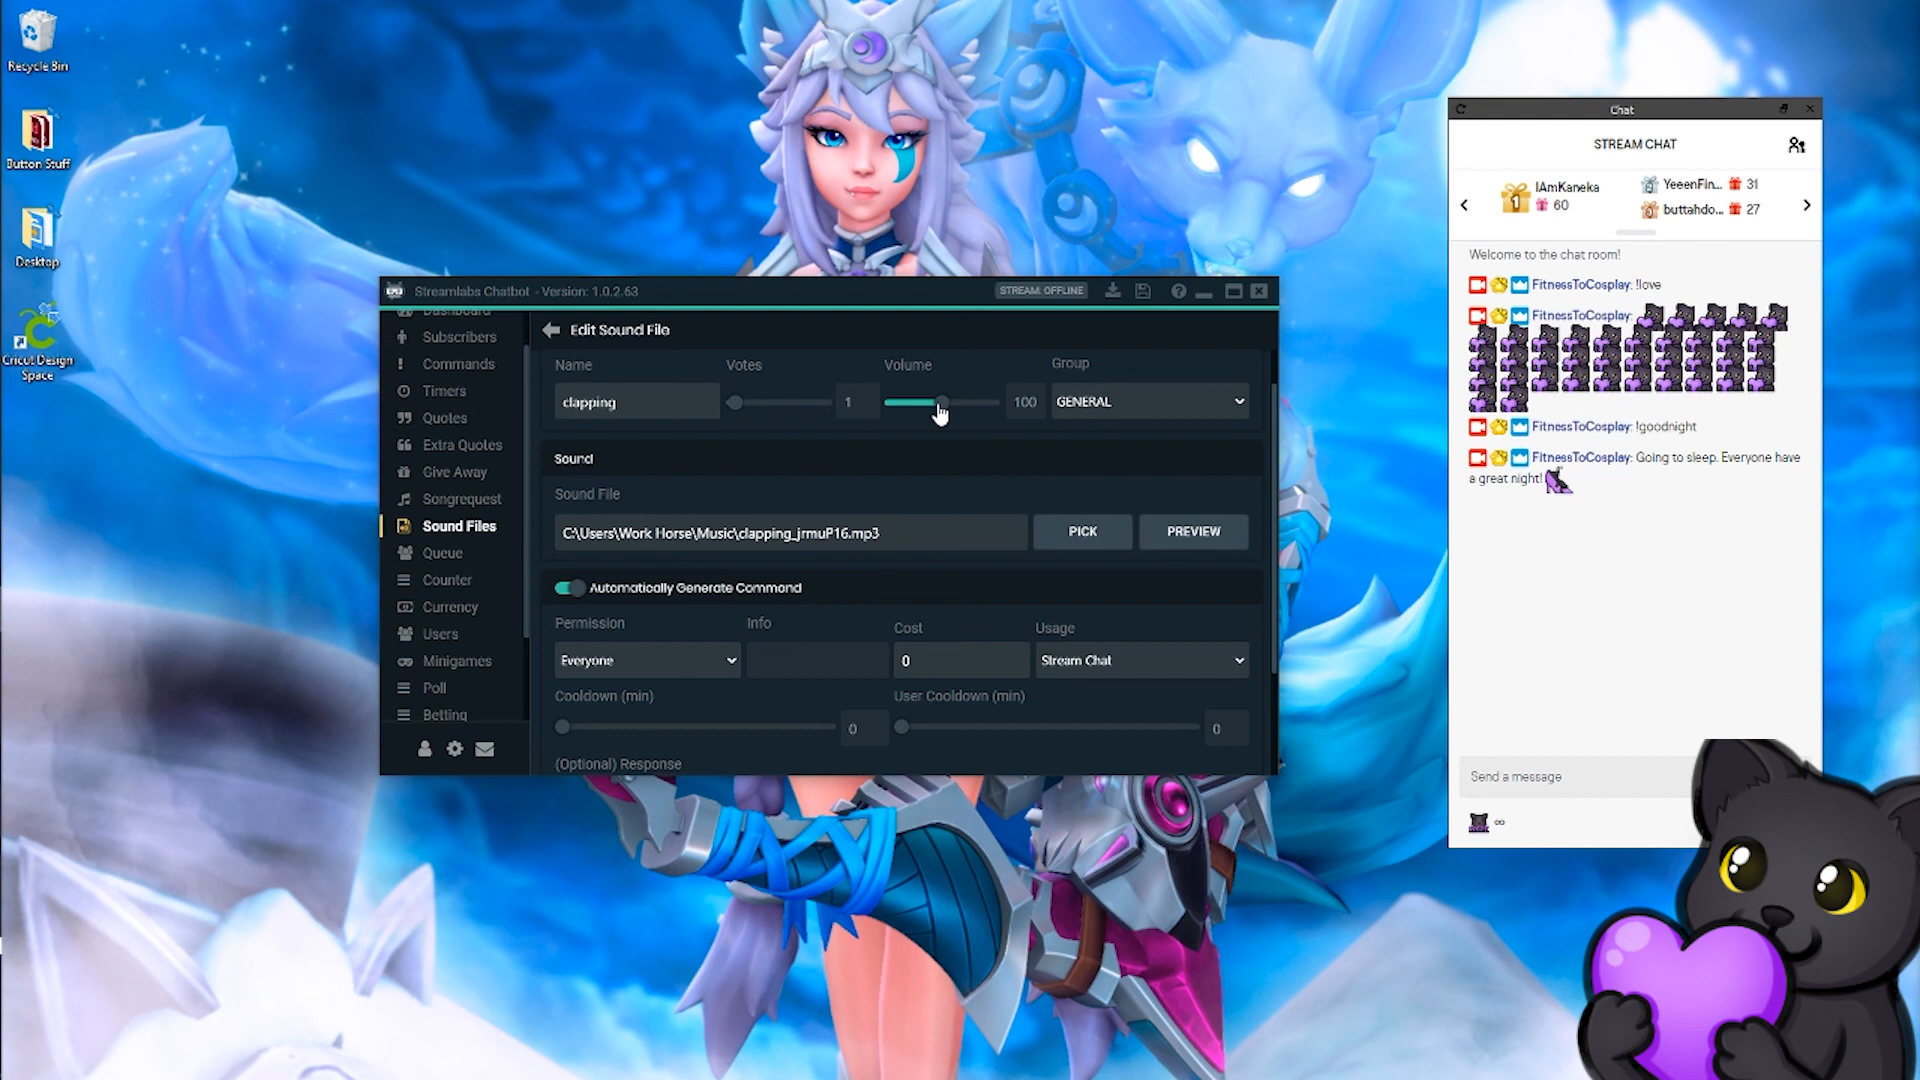 Recycle Bin
Button Stuff
Desktop
Cricut Design
Space
Streamlabs Chatbot - Version: 1.0.2.63
STREAM: OFFLINE
Dashboard
Subscribers
Commands
Timers
Quotes
Extra Quotes
Give Away
Songrequest
Sound Files
Queue
Counter
Currency
Users
Minigames
Poll
Betting
Edit Sound File
Name
Votes
Volume
Group
clapping
1
100
GENERAL
Sound
Sound File
C:\Users\Work Horse\Music\clapping_jrmuP16.mp3
PICK
PREVIEW
Automatically Generate Command
Permission
Info
Cost
Usage
Everyone
0
Stream Chat
Cooldown (min)
User Cooldown (min)
0
0
(Optional) Response
Chat
STREAM CHAT
1
IAmKaneka
60
YeeenFin... 31
buttahdo... 27
Welcome to the chat room!
FitnessToCosplay: !love
FitnessToCosplay:
FitnessToCosplay: !goodnight
FitnessToCosplay: Going to sleep. Everyone have
a great night!
Send a message
∞